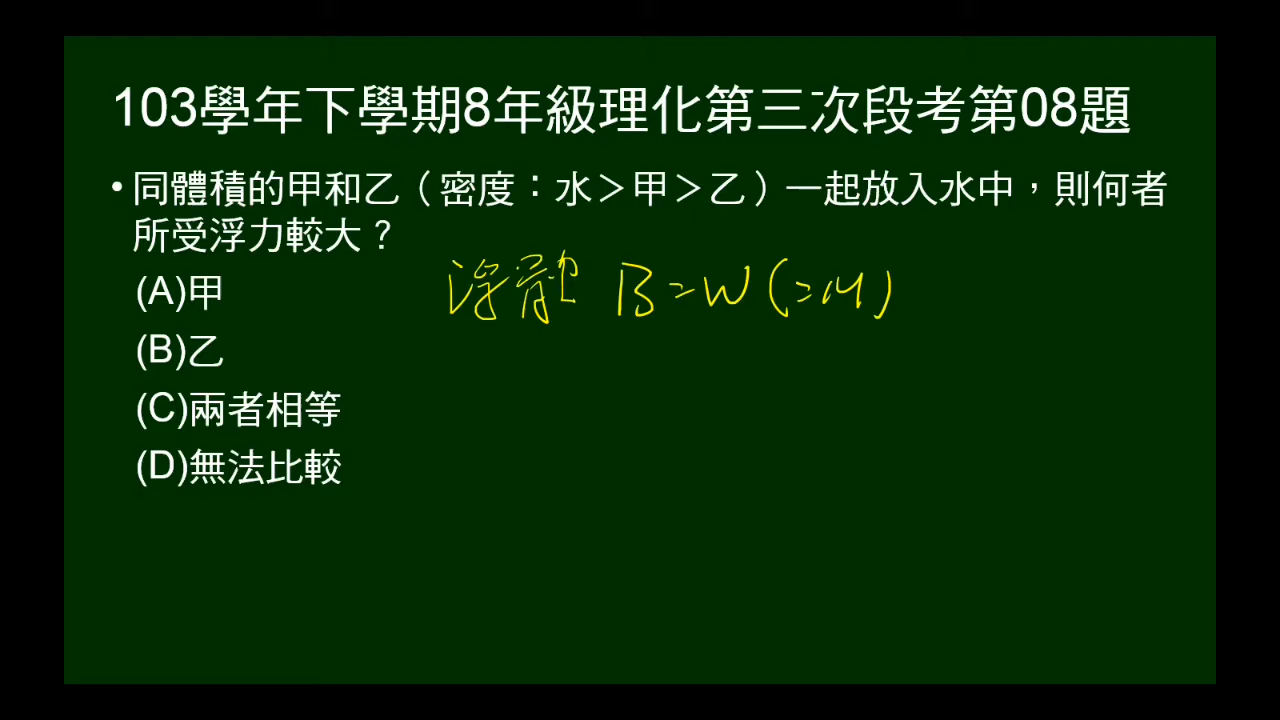 103學年下學期8年級理化第三次段考第08題
•同體積的甲和乙（密度：水＞甲＞乙）一起放入水中，則何者
所受浮力較大？
(A)甲
浮體 B=W(=M)
(B)乙
(C)兩者相等
(D)無法比較